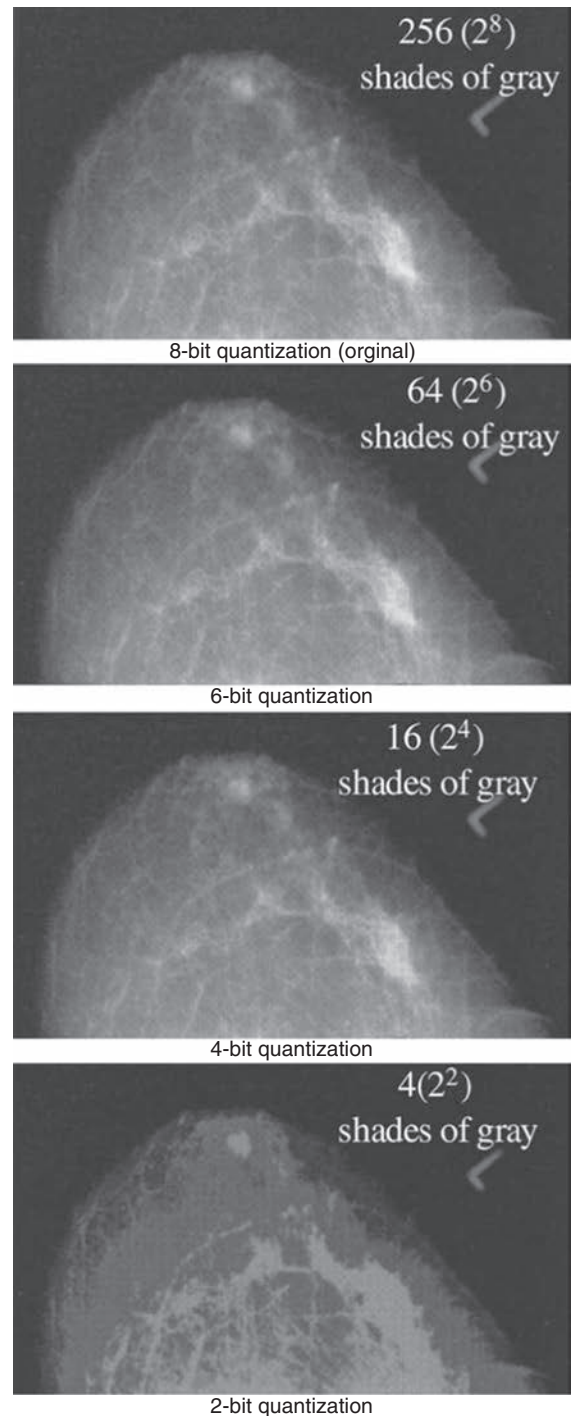 256 (2⁸)
shades of gray
8-bit quantization (orginal)
64 (2⁶)
shades of gray
6-bit quantization
16 (2⁴)
shades of gray
4-bit quantization
4(2²)
shades of gray
2-bit quantization